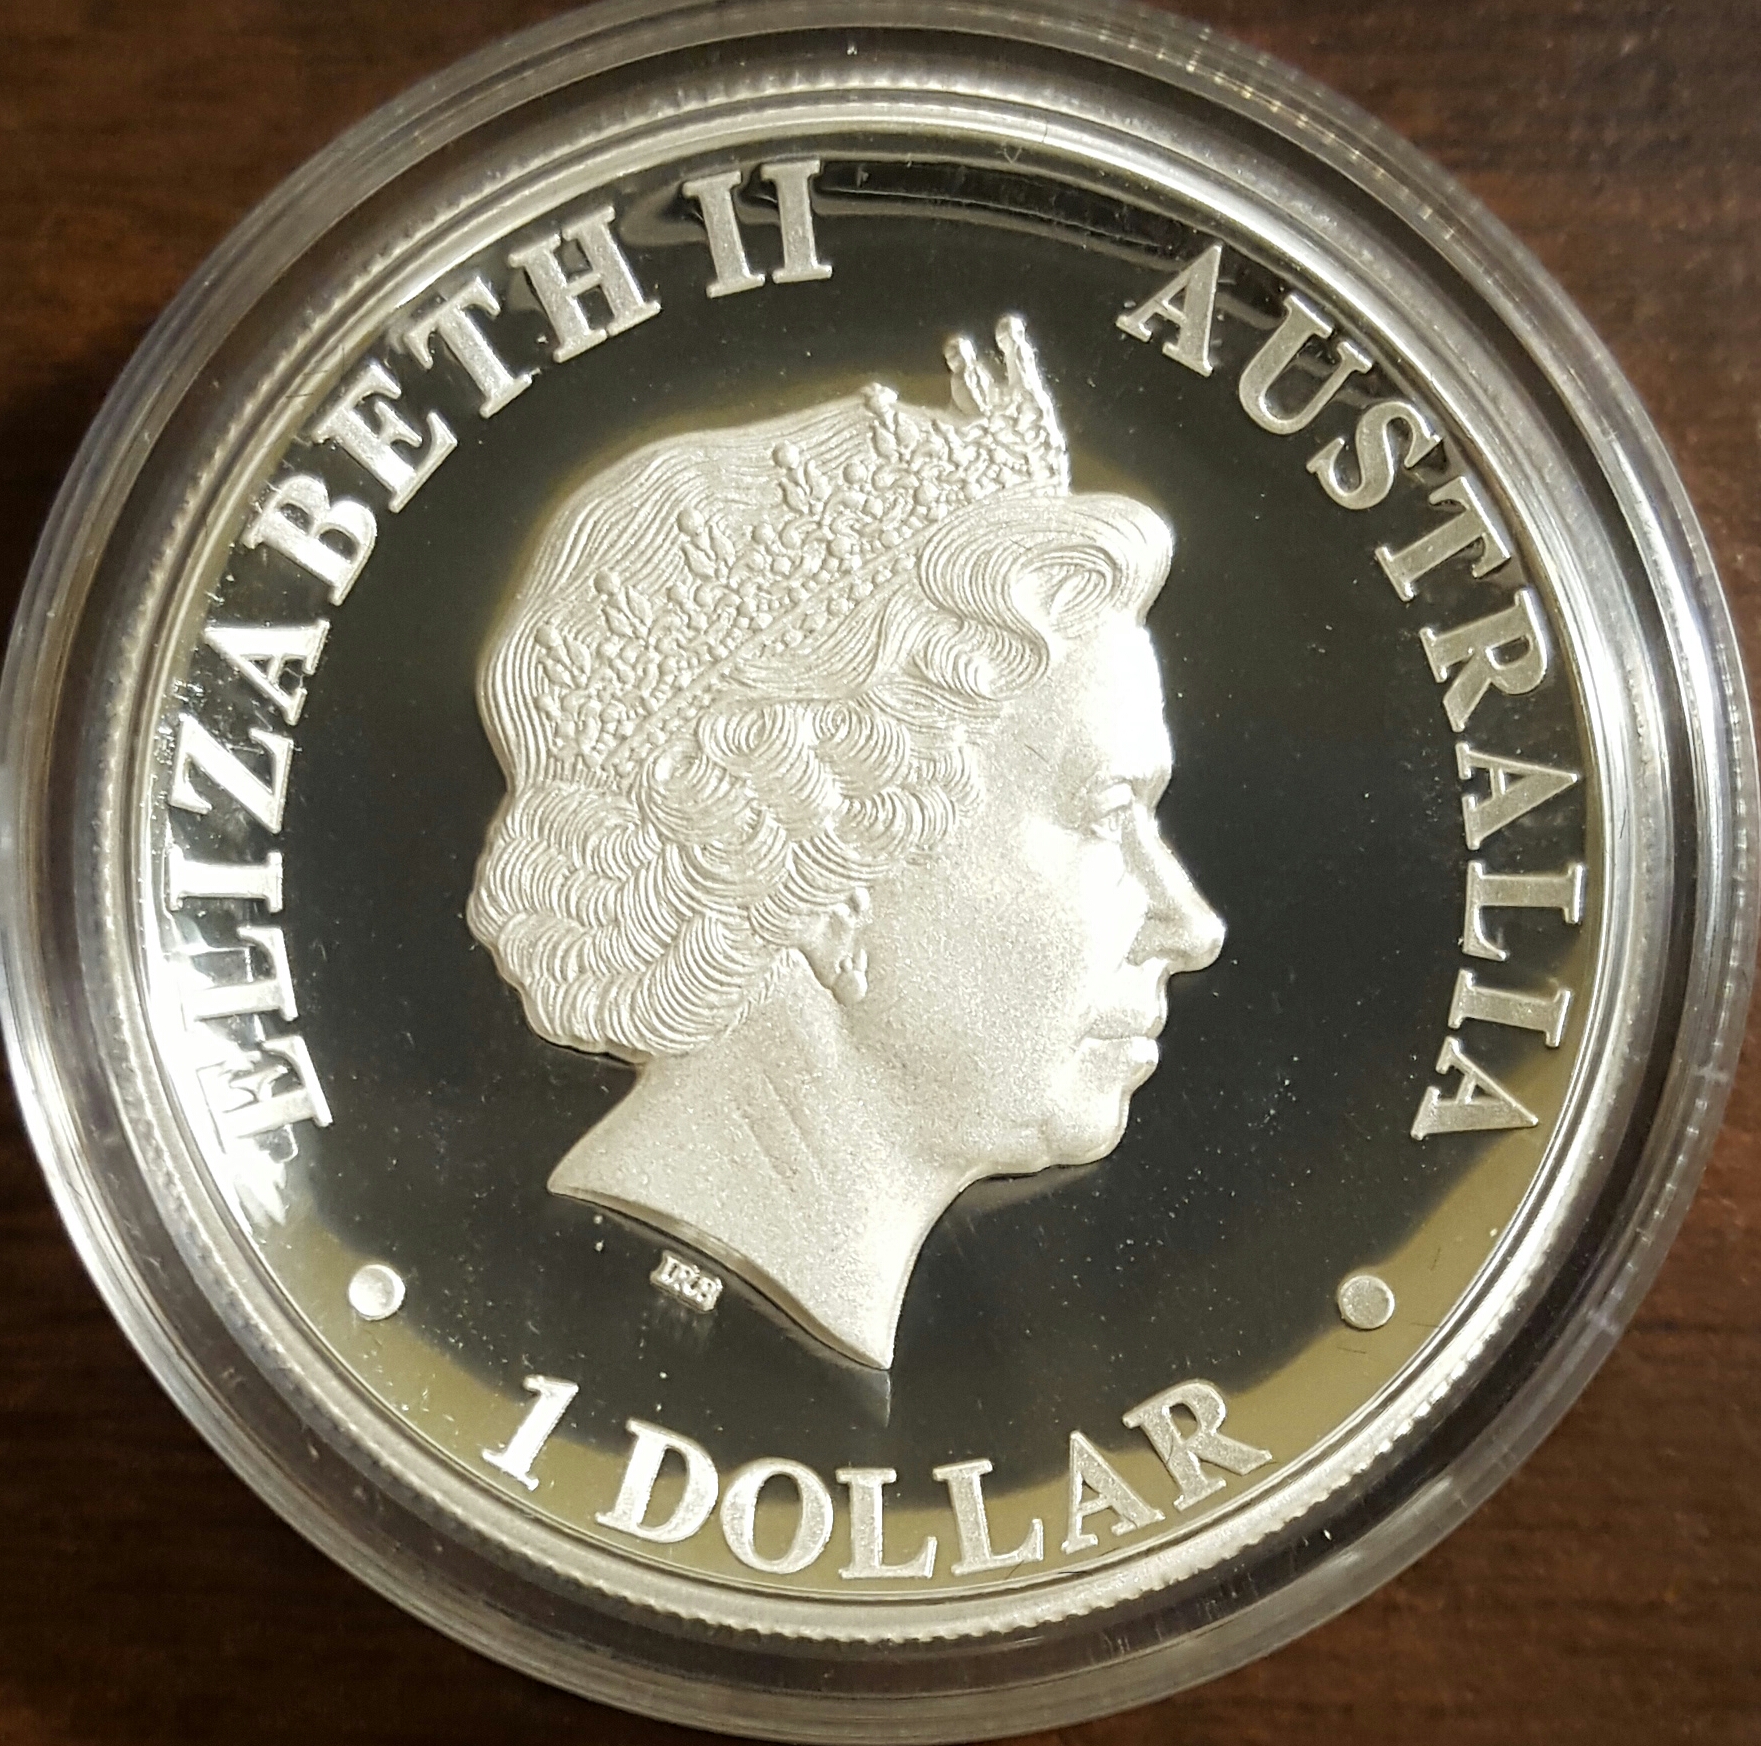 ELIZABETH II
AUSTRALIA
IRB
1 DOLLAR